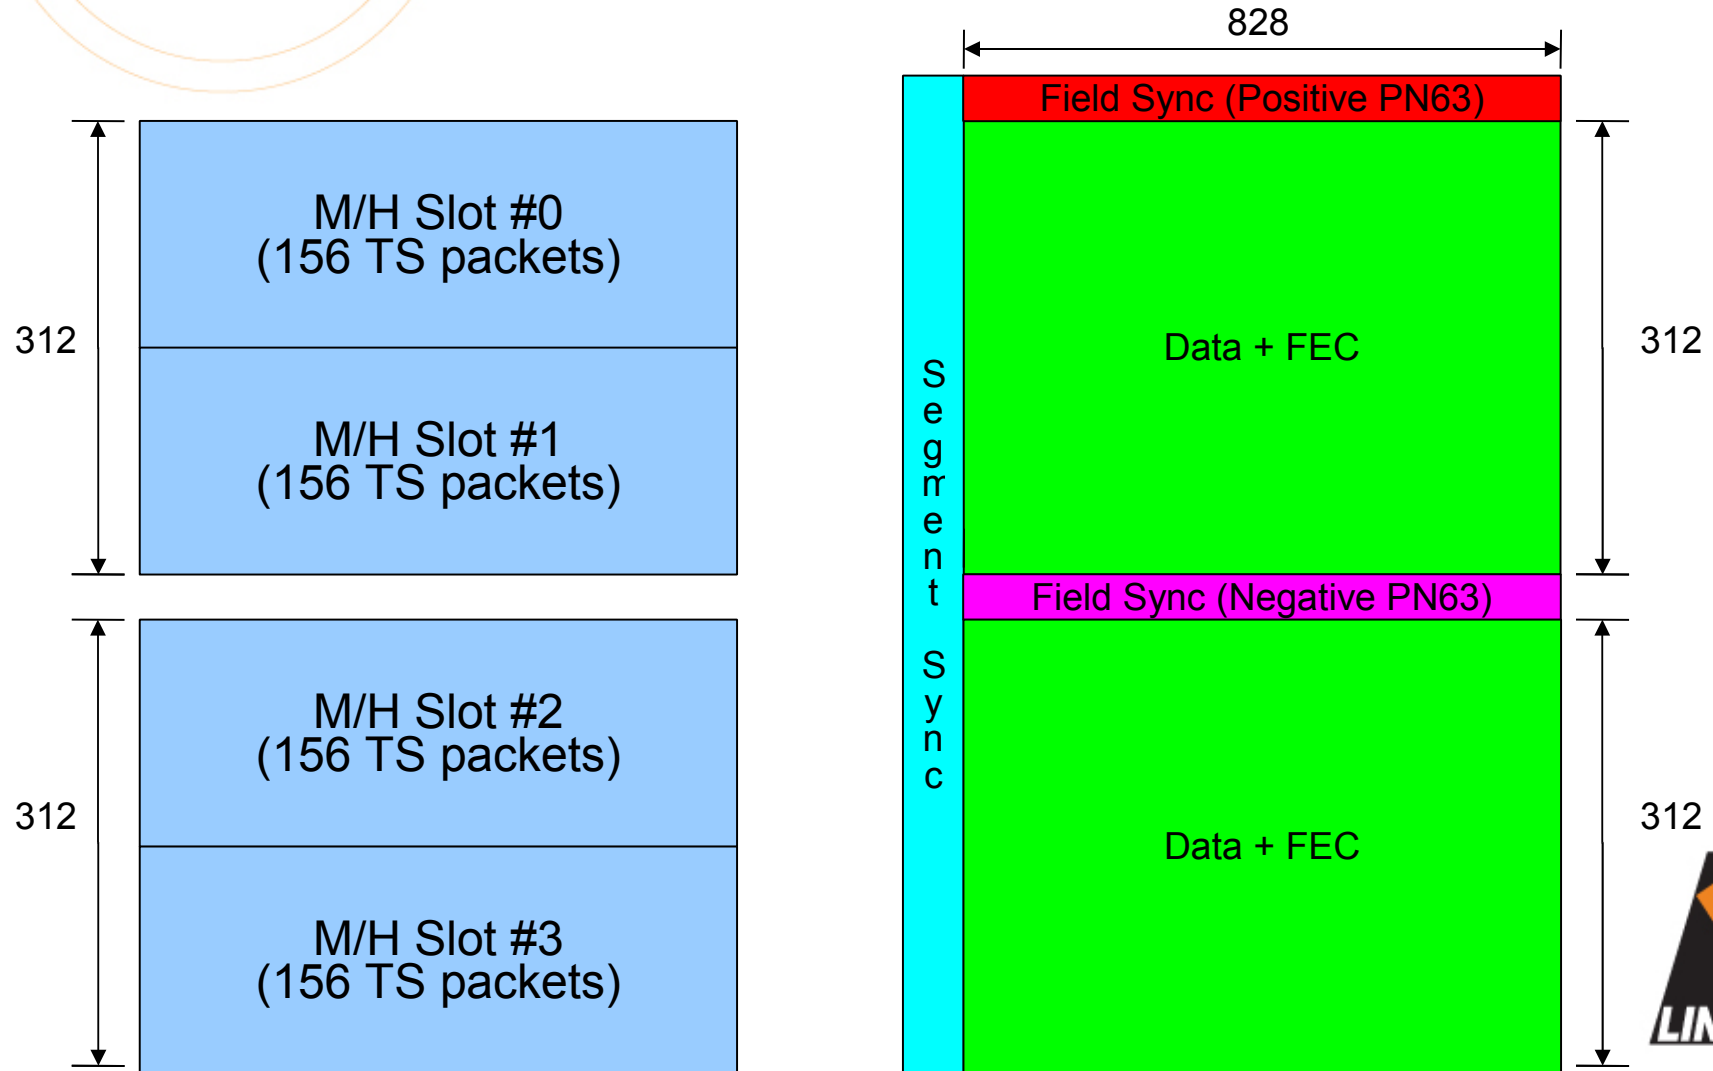 828
Field Sync (Positive PN63)
312
M/H Slot #0
(156 TS packets)
M/H Slot #1
(156 TS packets)
Data + FEC
312
Segment Sync
Field Sync (Negative PN63)
312
M/H Slot #2
(156 TS packets)
M/H Slot #3
(156 TS packets)
Data + FEC
312